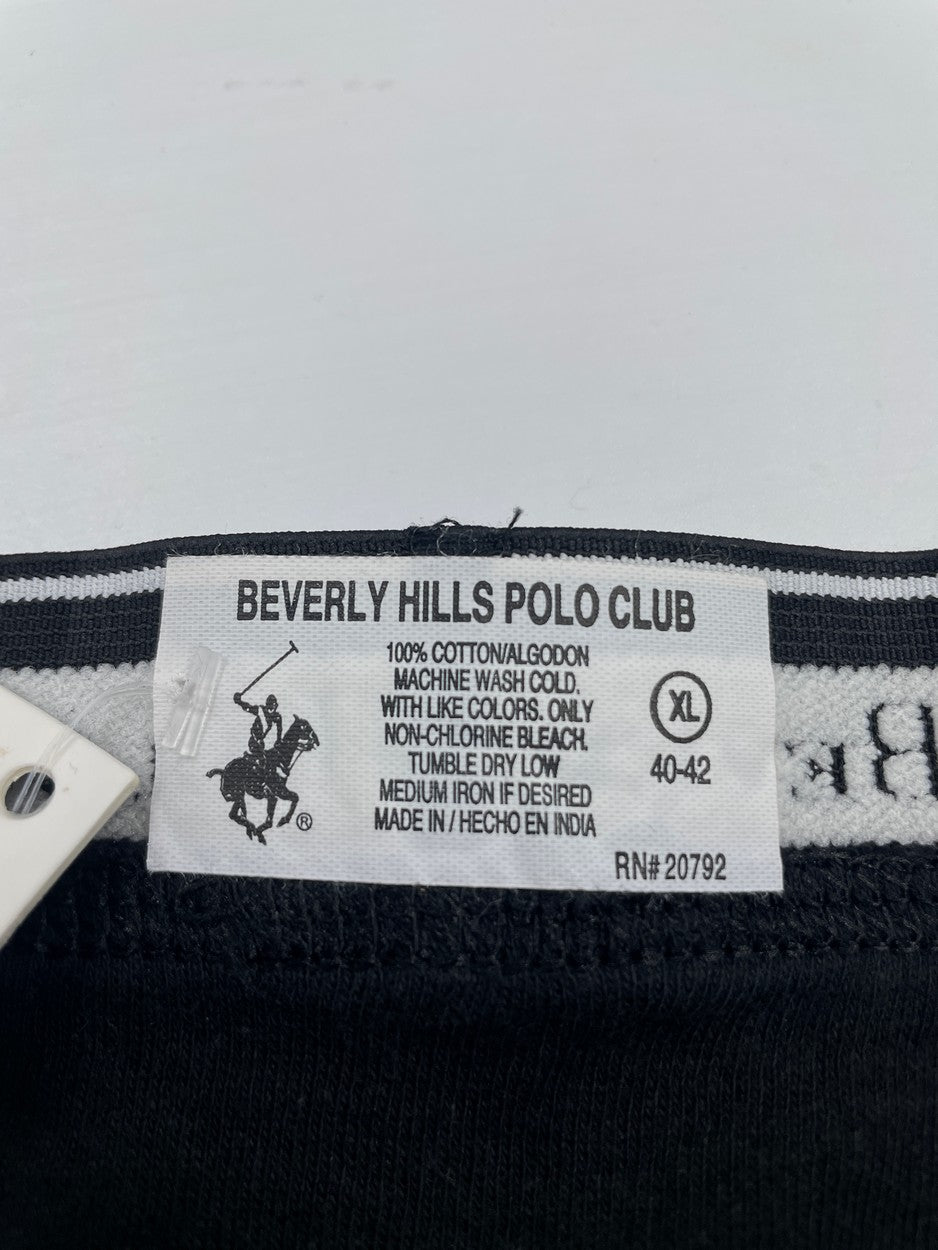 BEVERLY HILLS POLO CLUB
100% COTTON/ALGODON
MACHINE WASH COLD.
WITH LIKE COLORS. ONLY
NON-CHLORINE BLEACH.
TUMBLE DRY LOW
MEDIUM IRON IF DESIRED
MADE IN / HECHO EN INDIA
®
XL
40-42
RN# 20792